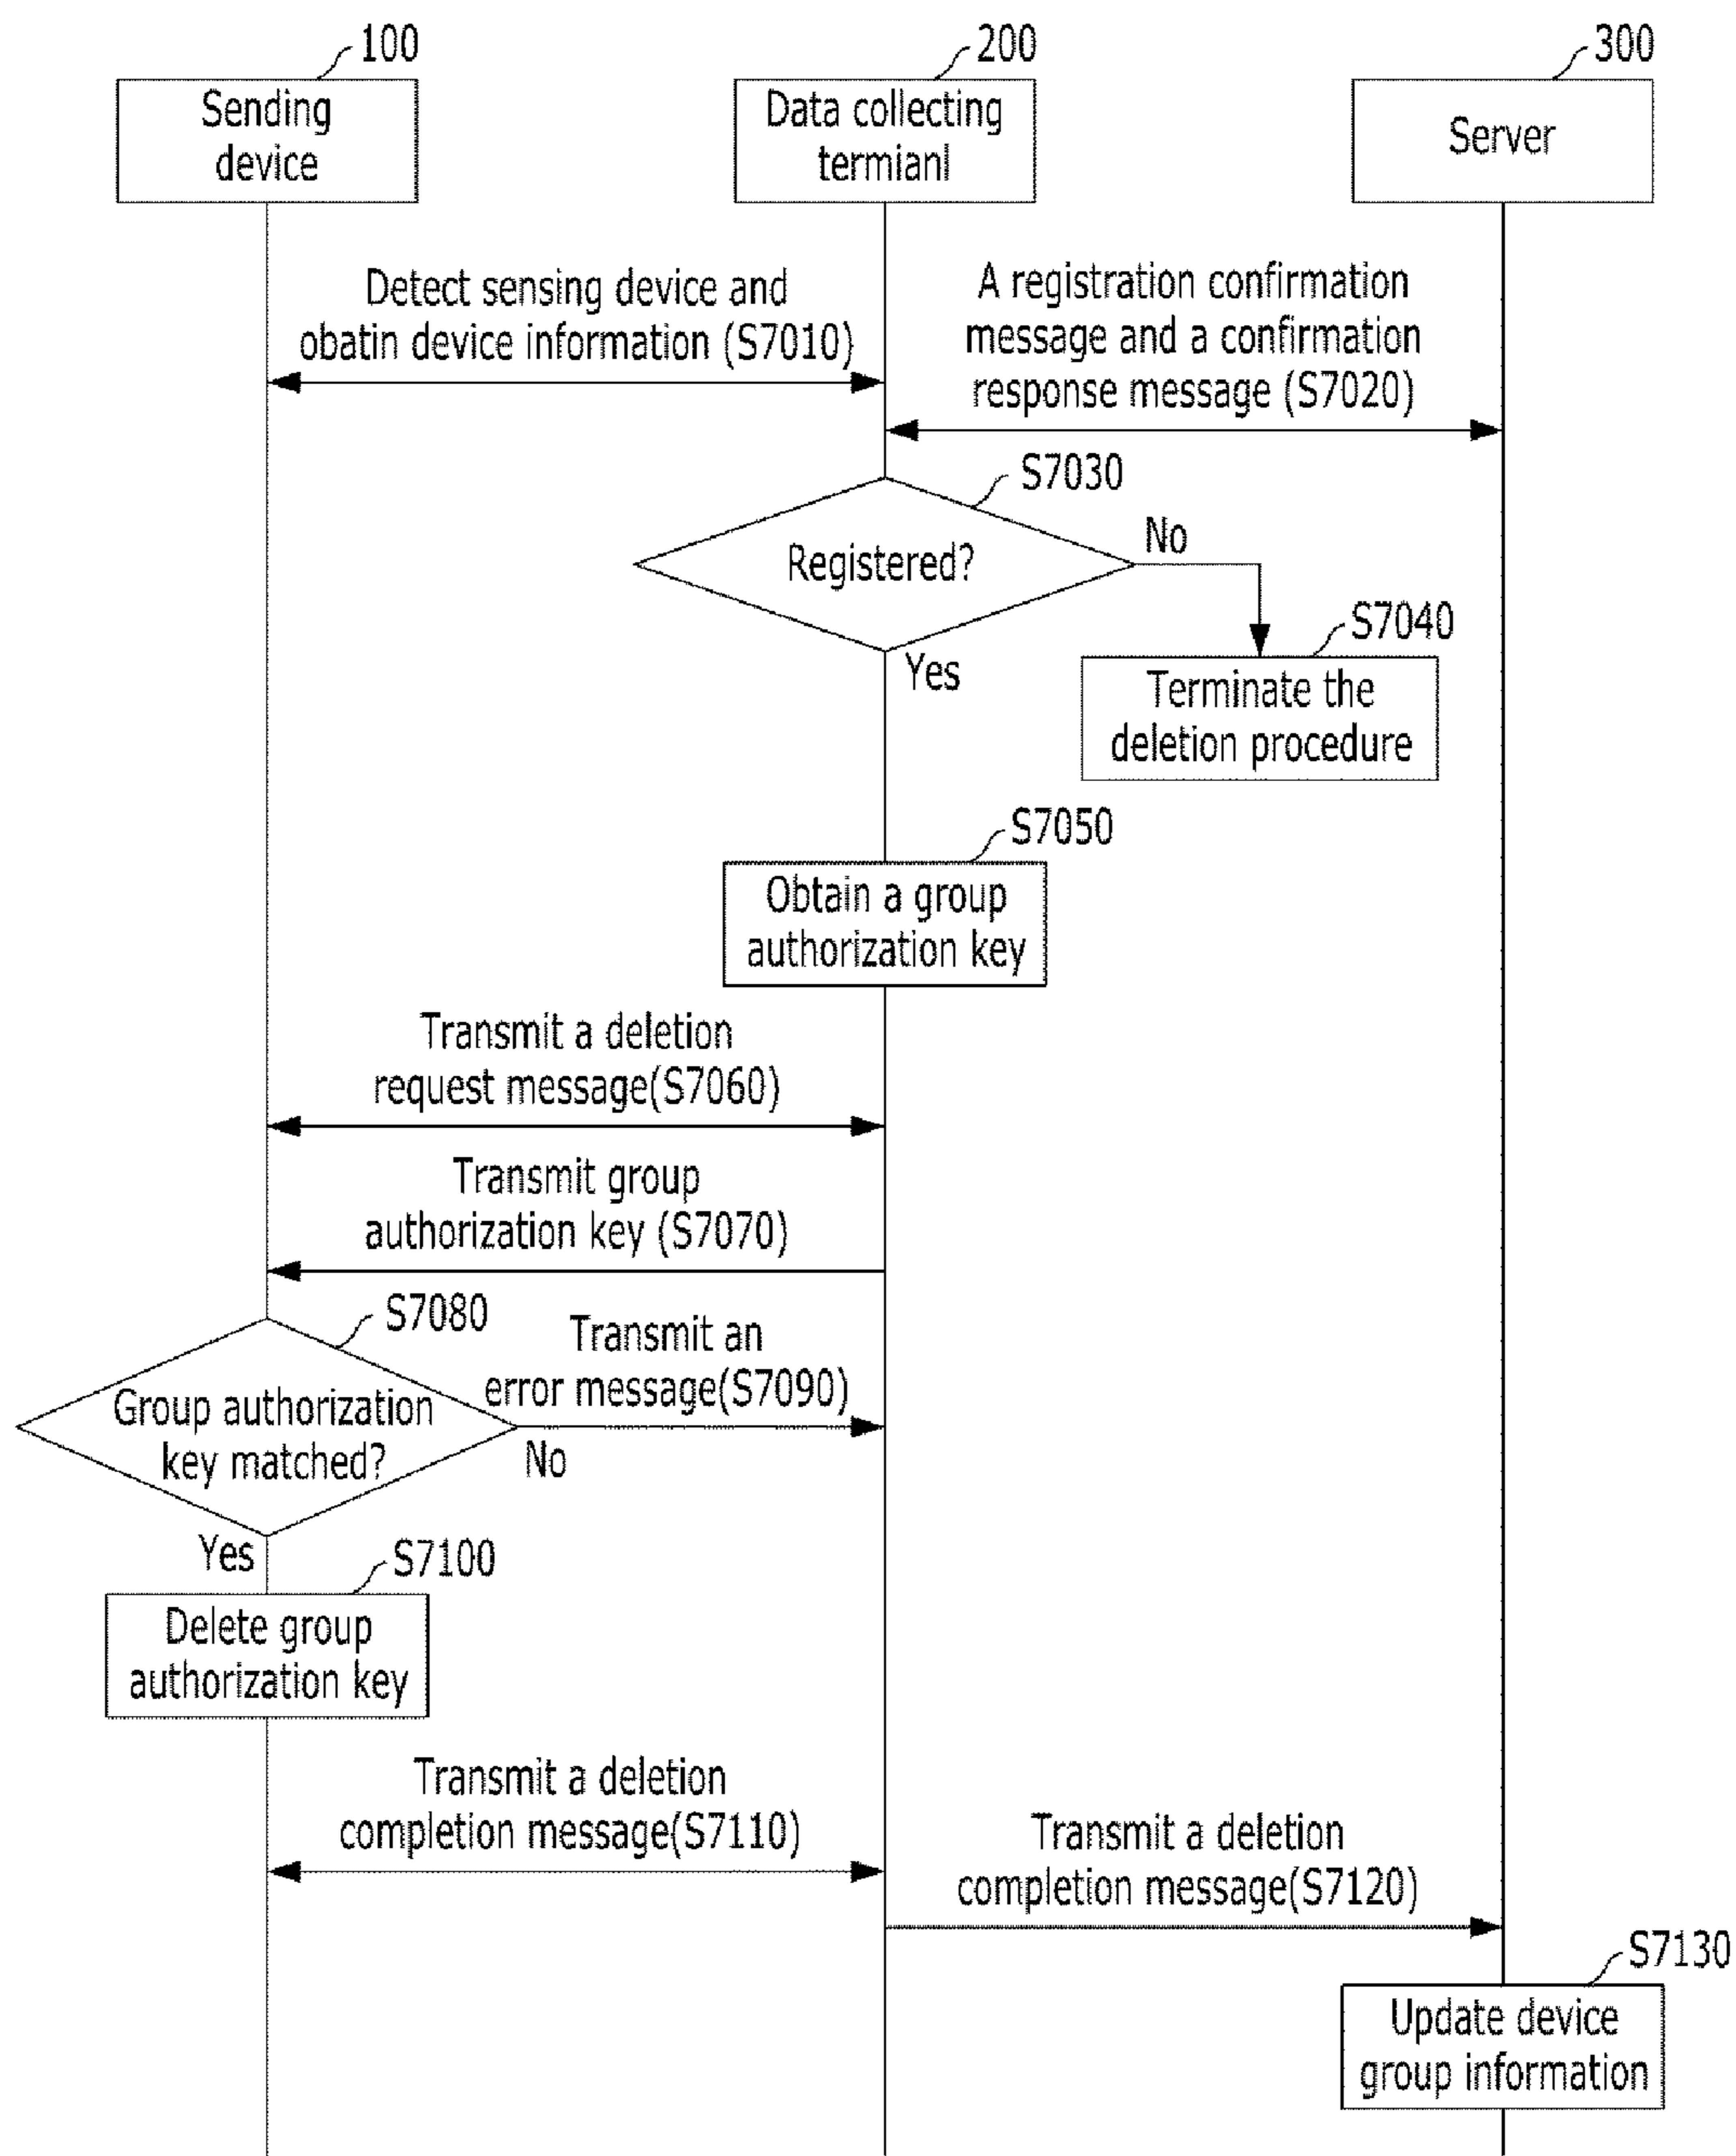 100
200
300
Sending
device
Data collecting
termianl
Server
Detect sensing device and
obatin device information (S7010)
A registration confirmation
message and a confirmation
response message (S7020)
S7030
Registered?
No
Yes
S7040
Terminate the
deletion procedure
S7050
Obtain a group
authorization key
Transmit a deletion
request message(S7060)
Transmit group
authorization key (S7070)
S7080
Group authorization
key matched?
Transmit an
error message(S7090)
No
Yes
S7100
Delete group
authorization key
Transmit a deletion
completion message(S7110)
Transmit a deletion
completion message(S7120)
S7130
Update device
group information